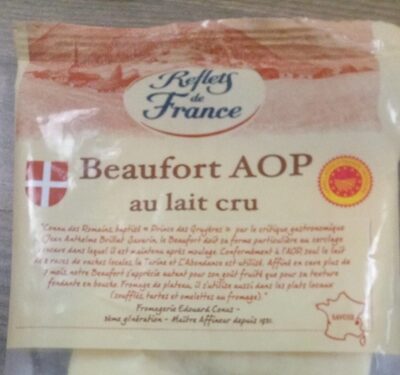 Reflets
de
France
Beaufort AOP
au lait cru
"Connu des Romains, baptisé « Prince des Gruyères » par le critique gastronomique
Jean Anthelme Brillat Savarin, le Beaufort doit sa forme particulière au cerclage
concave dans lequel il est maintenu après moulage. Conformément à l'AOP, seul le lait
de 2 races de vaches locales, la Tarine et l'Abondance est utilisé. Affiné en cave plus de
7 mois, notre Beaufort s'apprécie autant pour son goût fruité que pour sa texture
fondante en bouche. Fromage de plateau, il s'utilise aussi dans les plats locaux
(soufflés, tartes et omelettes au fromage)."
Fromagerie Edouard Conus -
3ème génération - Maître Affineur depuis 1931.
SAVOIE